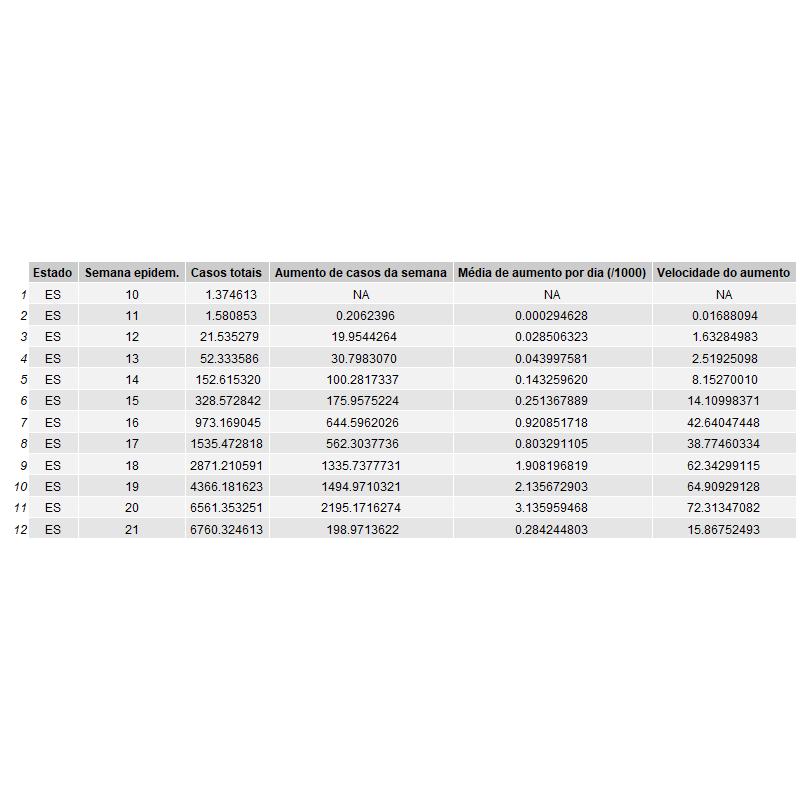 Estado Semana epidem. Casos totais Aumento de casos da semana Média de aumento por dia (/1000) Velocidade do aumento
1 ES 10 1.374613 NA NA NA
2 ES 11 1.580853 0.2062396 0.000294628 0.01688094
3 ES 12 21.535279 19.9544264 0.028506323 1.63284983
4 ES 13 52.333586 30.7983070 0.043997581 2.51925098
5 ES 14 152.615320 100.2817337 0.143259620 8.15270010
6 ES 15 328.572842 175.9575224 0.251367889 14.10998371
7 ES 16 973.169045 644.5962026 0.920851718 42.64047448
8 ES 17 1535.472818 562.3037736 0.803291105 38.77460334
9 ES 18 2871.210591 1335.7377731 1.908196819 62.34299115
10 ES 19 4366.181623 1494.9710321 2.135672903 64.90929128
11 ES 20 6561.353251 2195.1716274 3.135959468 72.31347082
12 ES 21 6760.324613 198.9713622 0.284244803 15.86752493